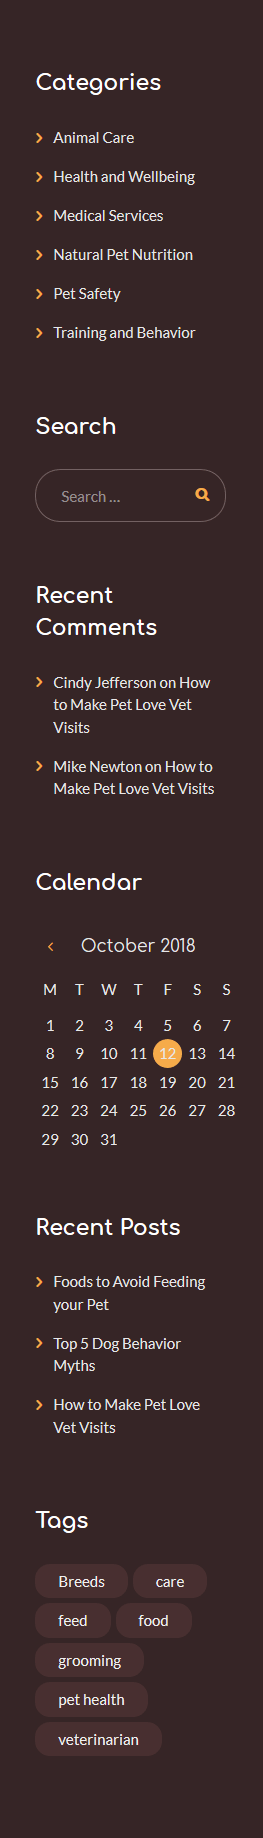 Categories
Animal Care
Health and Wellbeing
Medical Services
Natural Pet Nutrition
Pet Safety
Training and Behavior
Search
Search ...
Recent
Comments
Cindy Jefferson on How
to Make Pet Love Vet
Visits
Mike Newton on How to
Make Pet Love Vet Visits
Calendar
October 2018
M T W T F S S
1 2 3 4 5 6 7
8 9 10 11 12 13 14
15 16 17 18 19 20 21
22 23 24 25 26 27 28
29 30 31
Recent Posts
Foods to Avoid Feeding
your Pet
Top 5 Dog Behavior
Myths
How to Make Pet Love
Vet Visits
Tags
Breeds care
feed food
grooming
pet health
veterinarian